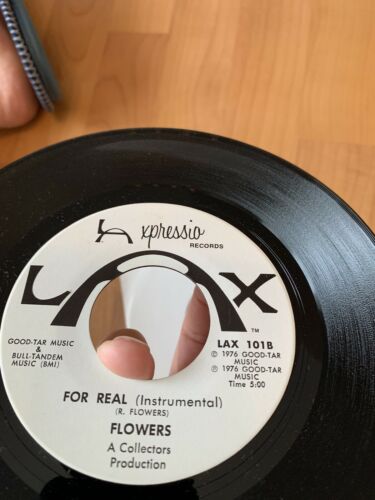 LA xpressio
RECORDS
LAX
TM
GOOD-TAR MUSIC
&
BULL-TANDEM
MUSIC (BMI)
LAX 101B
© 1976 GOOD-TAR
MUSIC
℗ 1976 GOOD-TAR
MUSIC
Time 5:00
FOR REAL (Instrumental)
(R. FLOWERS)
FLOWERS
A Collectors
Production